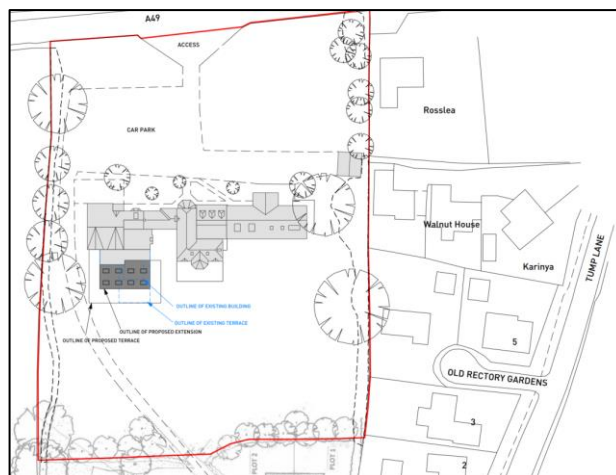 A49
ACCESS
Rosslea
CAR PARK
Walnut House
Karinya
TUMP LANE
OUTLINE OF EXISTING BUILDING
OUTLINE OF EXISTING TERRACE
OUTLINE OF PROPOSED EXTENSION
OUTLINE OF PROPOSED TERRACE
5
OLD RECTORY GARDENS
3
2
PLOT 2
PLOT 1